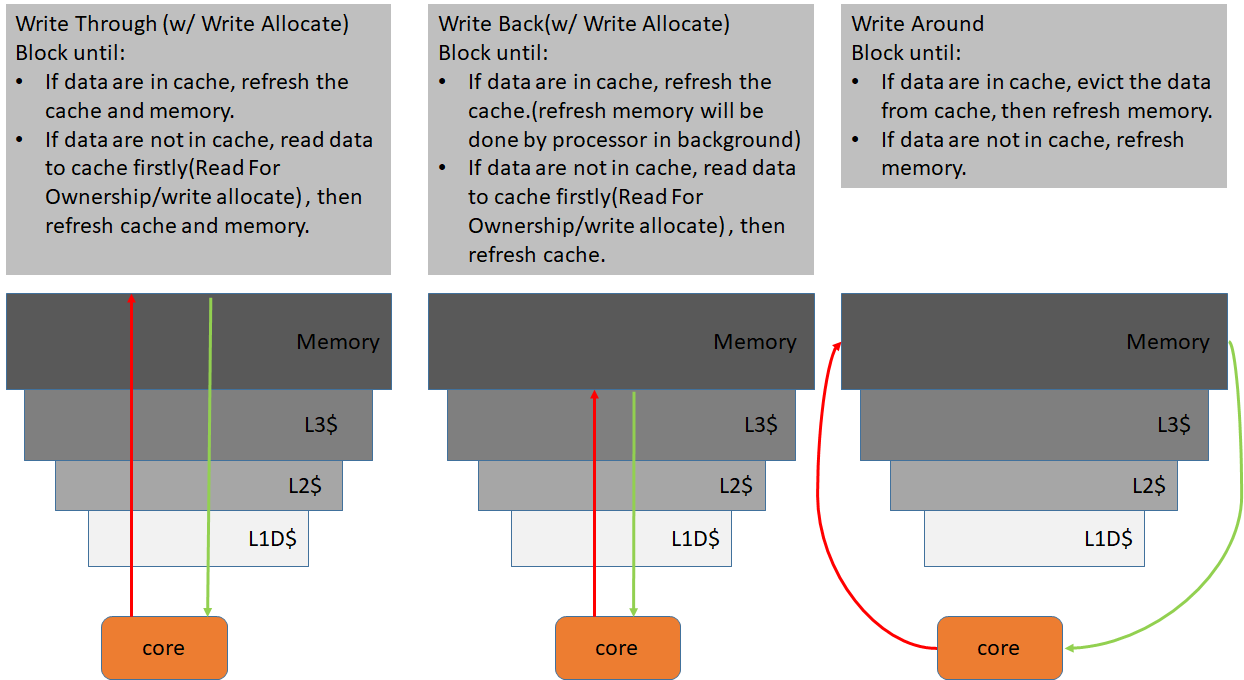 Write Through (w/ Write Allocate)
Block until:
• If data are in cache, refresh the
cache and memory.
• If data are not in cache, read data
to cache firstly(Read For
Ownership/write allocate) , then
refresh cache and memory.
Write Back(w/ Write Allocate)
Block until:
• If data are in cache, refresh the
cache.(refresh memory will be
done by processor in background)
• If data are not in cache, read data
to cache firstly(Read For
Ownership/write allocate) , then
refresh cache.
Write Around
Block until:
• If data are in cache, evict the data
from cache, then refresh memory.
• If data are not in cache, refresh
memory.
Memory
L3$
L2$
L1D$
core
Memory
L3$
L2$
L1D$
core
Memory
L3$
L2$
L1D$
core